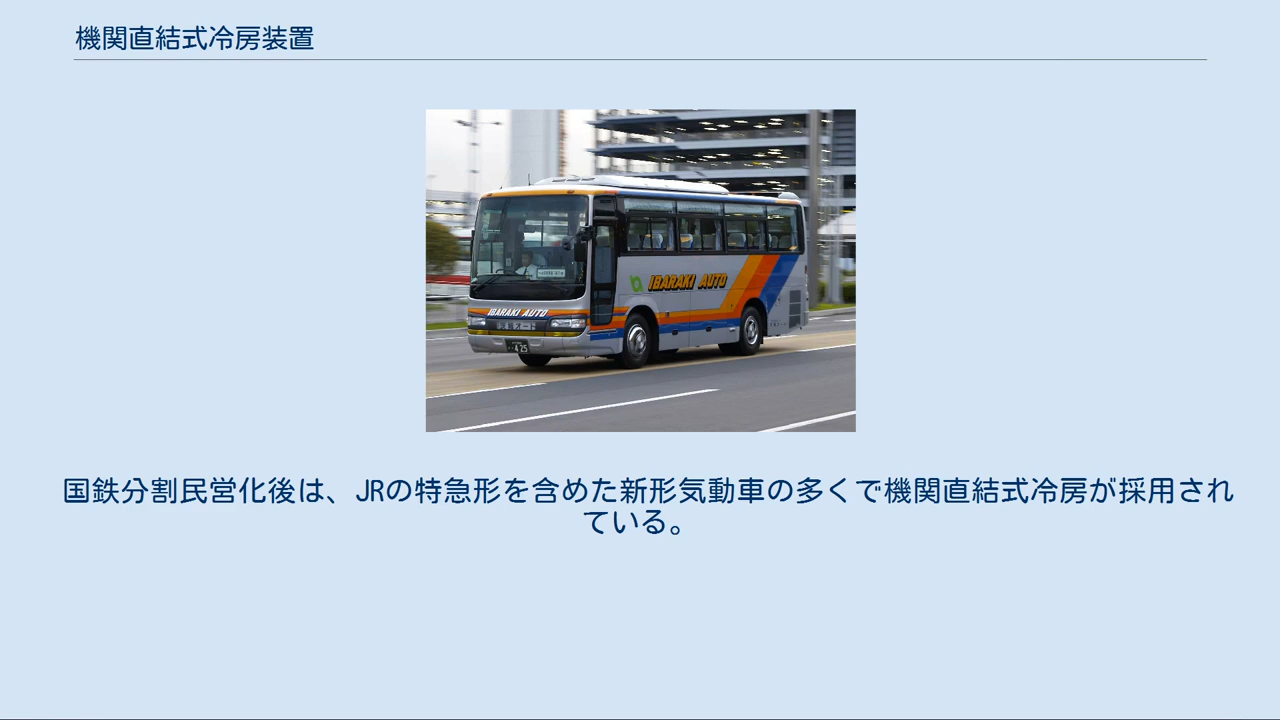 機関直結式冷房装置
IBARAKI AUTO
IBARAKI AUTO
425
国鉄分割民営化後は、JRの特急形を含めた新形気動車の多くで機関直結式冷房が採用され
ている。